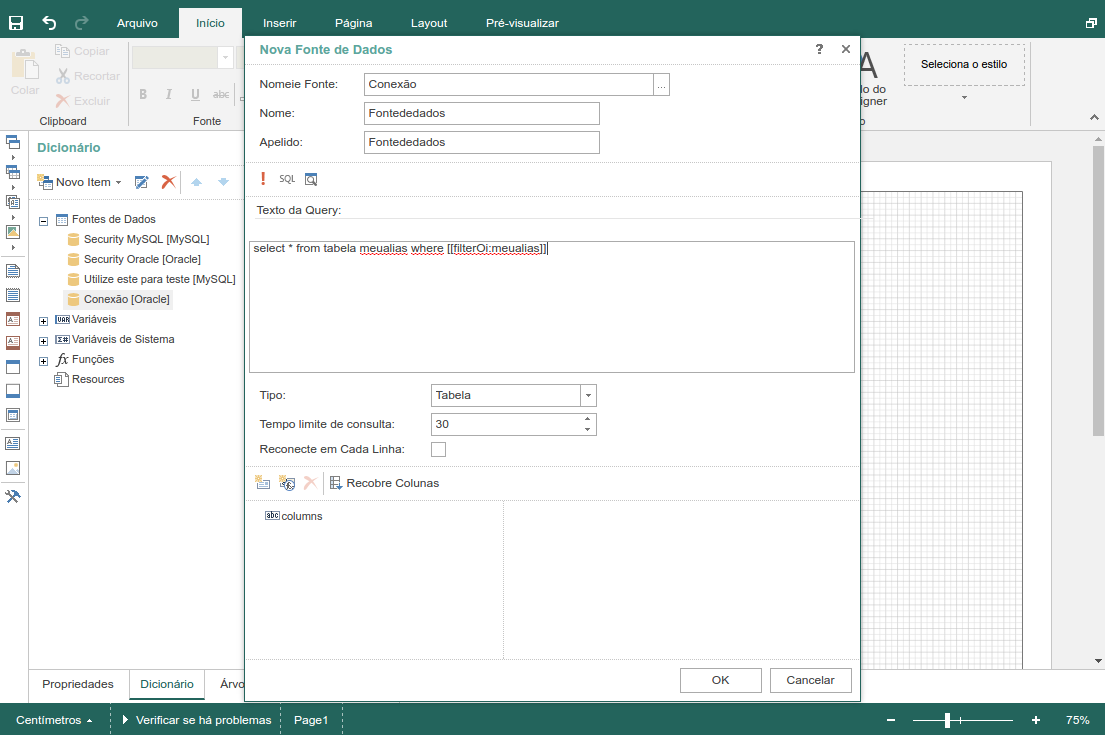 Arquivo
Início
Inserir
Página
Layout
Pré-visualizar
Colar
Copiar
Recortar
Excluir
Clipboard
B
I
U
abc
Fonte
Seleciona o estilo
Dicionário
Novo Item
Fontes de Dados
Security MySQL [MySQL]
Security Oracle [Oracle]
Utilize este para teste [MySQL]
Conexão [Oracle]
Variáveis
Variáveis de Sistema
Funções
Resources
Propriedades
Dicionário
Nova Fonte de Dados
?
Nomeie Fonte:
Conexão
...
Nome:
Fontededados
Apelido:
Fontededados
! SQL
Texto da Query:
select * from tabela meualias where [[filterOi:meualias]]
Tipo:
Tabela
Tempo limite de consulta:
30
Reconecte em Cada Linha:
Recobre Colunas
abc columns
OK
Cancelar
Centímetros
Verificar se há problemas
Page1
75%